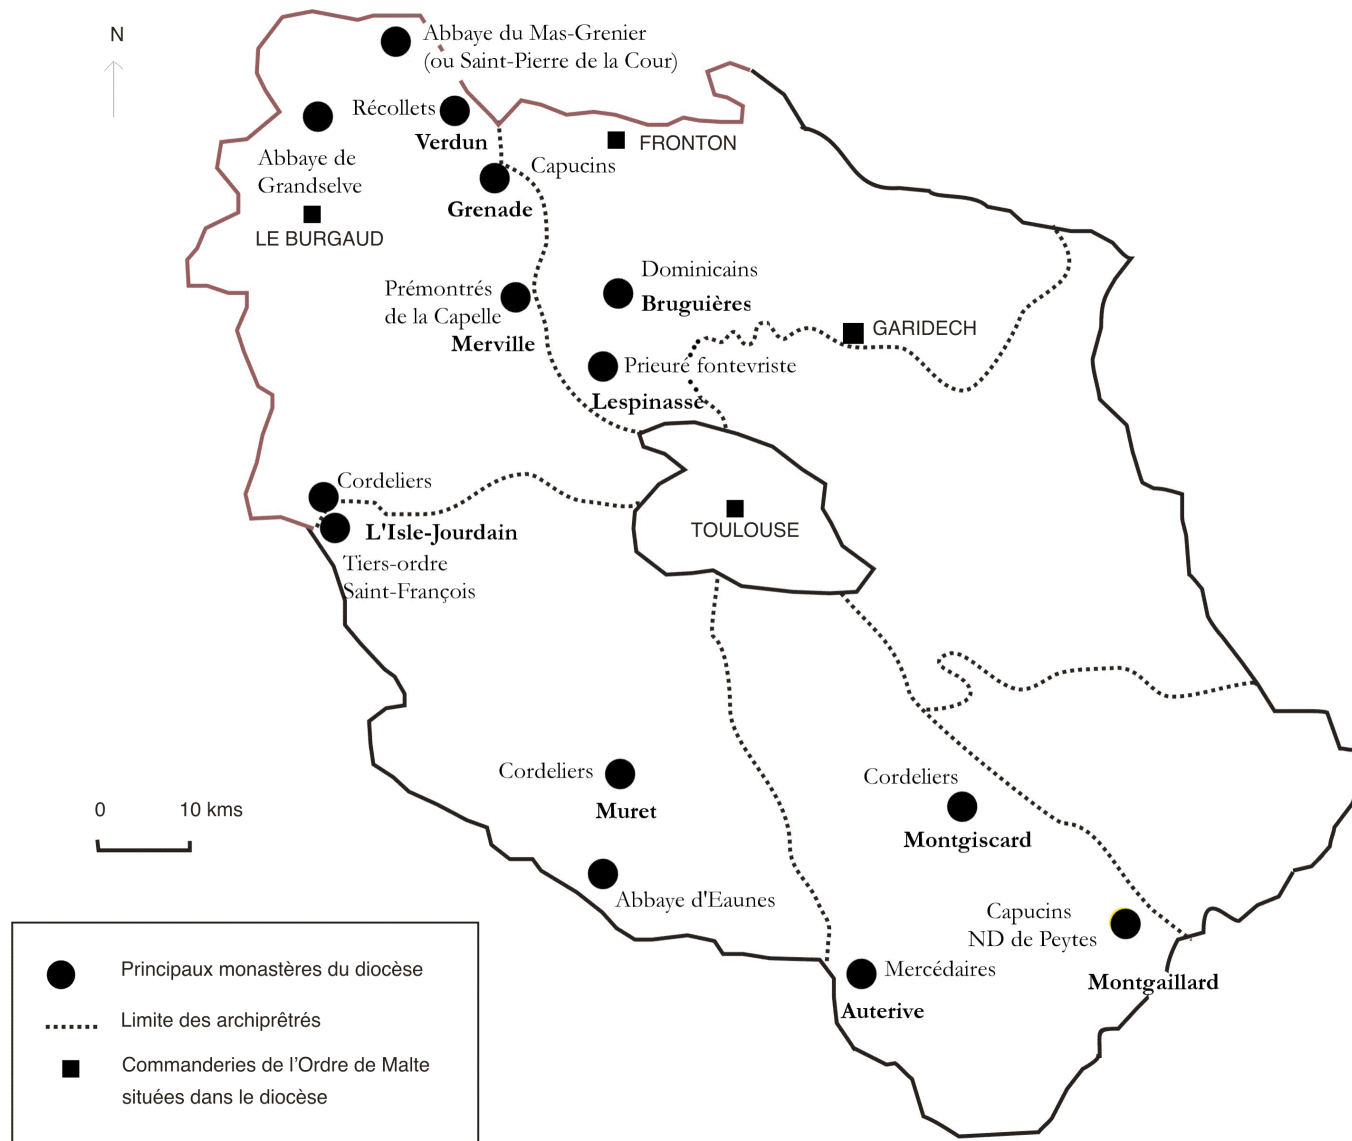 N
Abbaye du Mas-Grenier
(ou Saint-Pierre de la Cour)
Récollets
Verdun
FRONTON
Abbaye de
Grandselve
Capucins
Grenade
LE BURGAUD
Dominicains
Bruguières
Prémontrés
de la Capelle
Merville
GARIDECH
Prieuré fontevriste
Lespinasse
Cordeliers
L'Isle-Jourdain
TOULOUSE
Tiers-ordre
Saint-François
Cordeliers
Muret
Cordeliers
Montgiscard
0 10 kms
Abbaye d'Eaunes
Capucins
ND de Peytes
Montgaillard
Mercédaires
Auterive
Principaux monastères du diocèse
Limite des archiprêtrés
Commanderies de l'Ordre de Malte
situées dans le diocèse